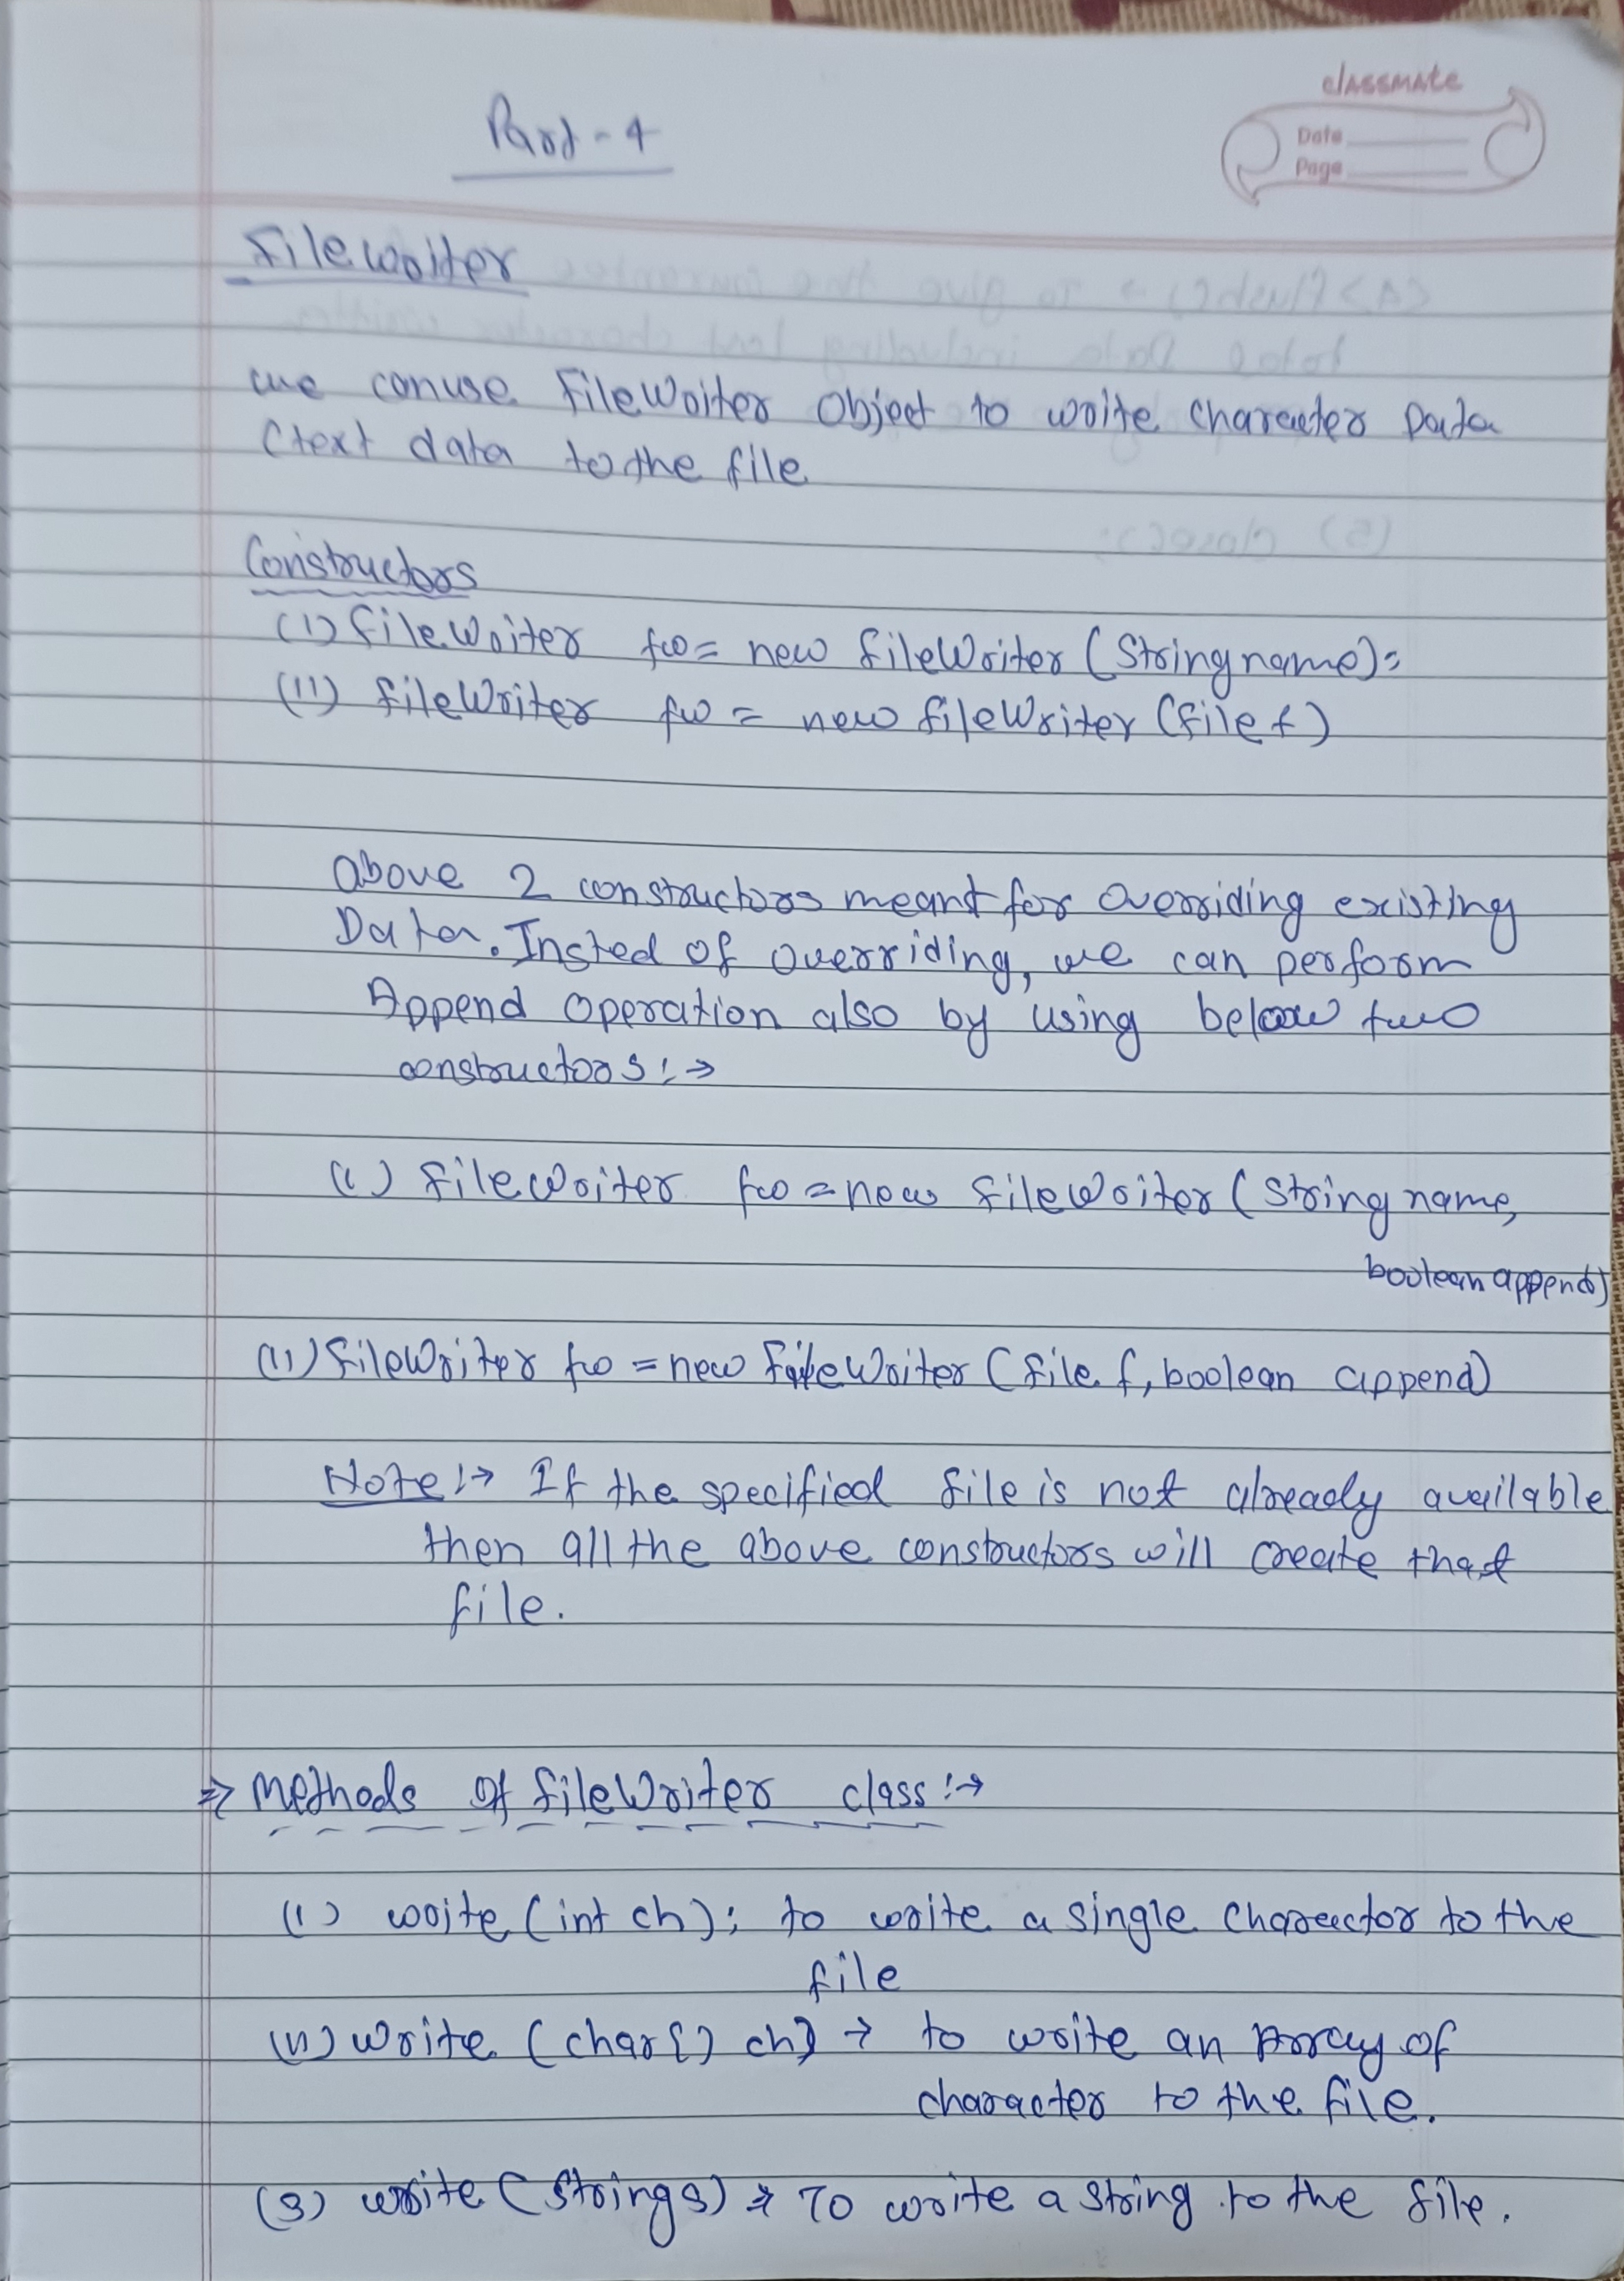 classmate
Date
Page
Part-4
FileWriter
we canuse FileWriter Object to write character Data
(text data to the file
Constructors
(1) FileWriter fw= new FileWriter (String name);
(11) FileWriter fw = new FileWriter (File f)
Above 2 constructors meant for Overriding existing
Data. Insted of Overriding, we can perform
Append Operation also by using below two
constructors:→
(1) FileWriter fw = new FileWriter (String name,
boolean append)
(11) FileWriter fw = new FileWriter (File f, boolean append)
Note:→ If the specified file is not already available
then all the above constructors will create that
file.
⇒ Methods Of FileWriter class:→
(1) write (int ch); to write a single charactor to the
file
(11) write (char[] ch) → to write an Array of
character to the file.
(3) write (String s) → To write a string to the file.